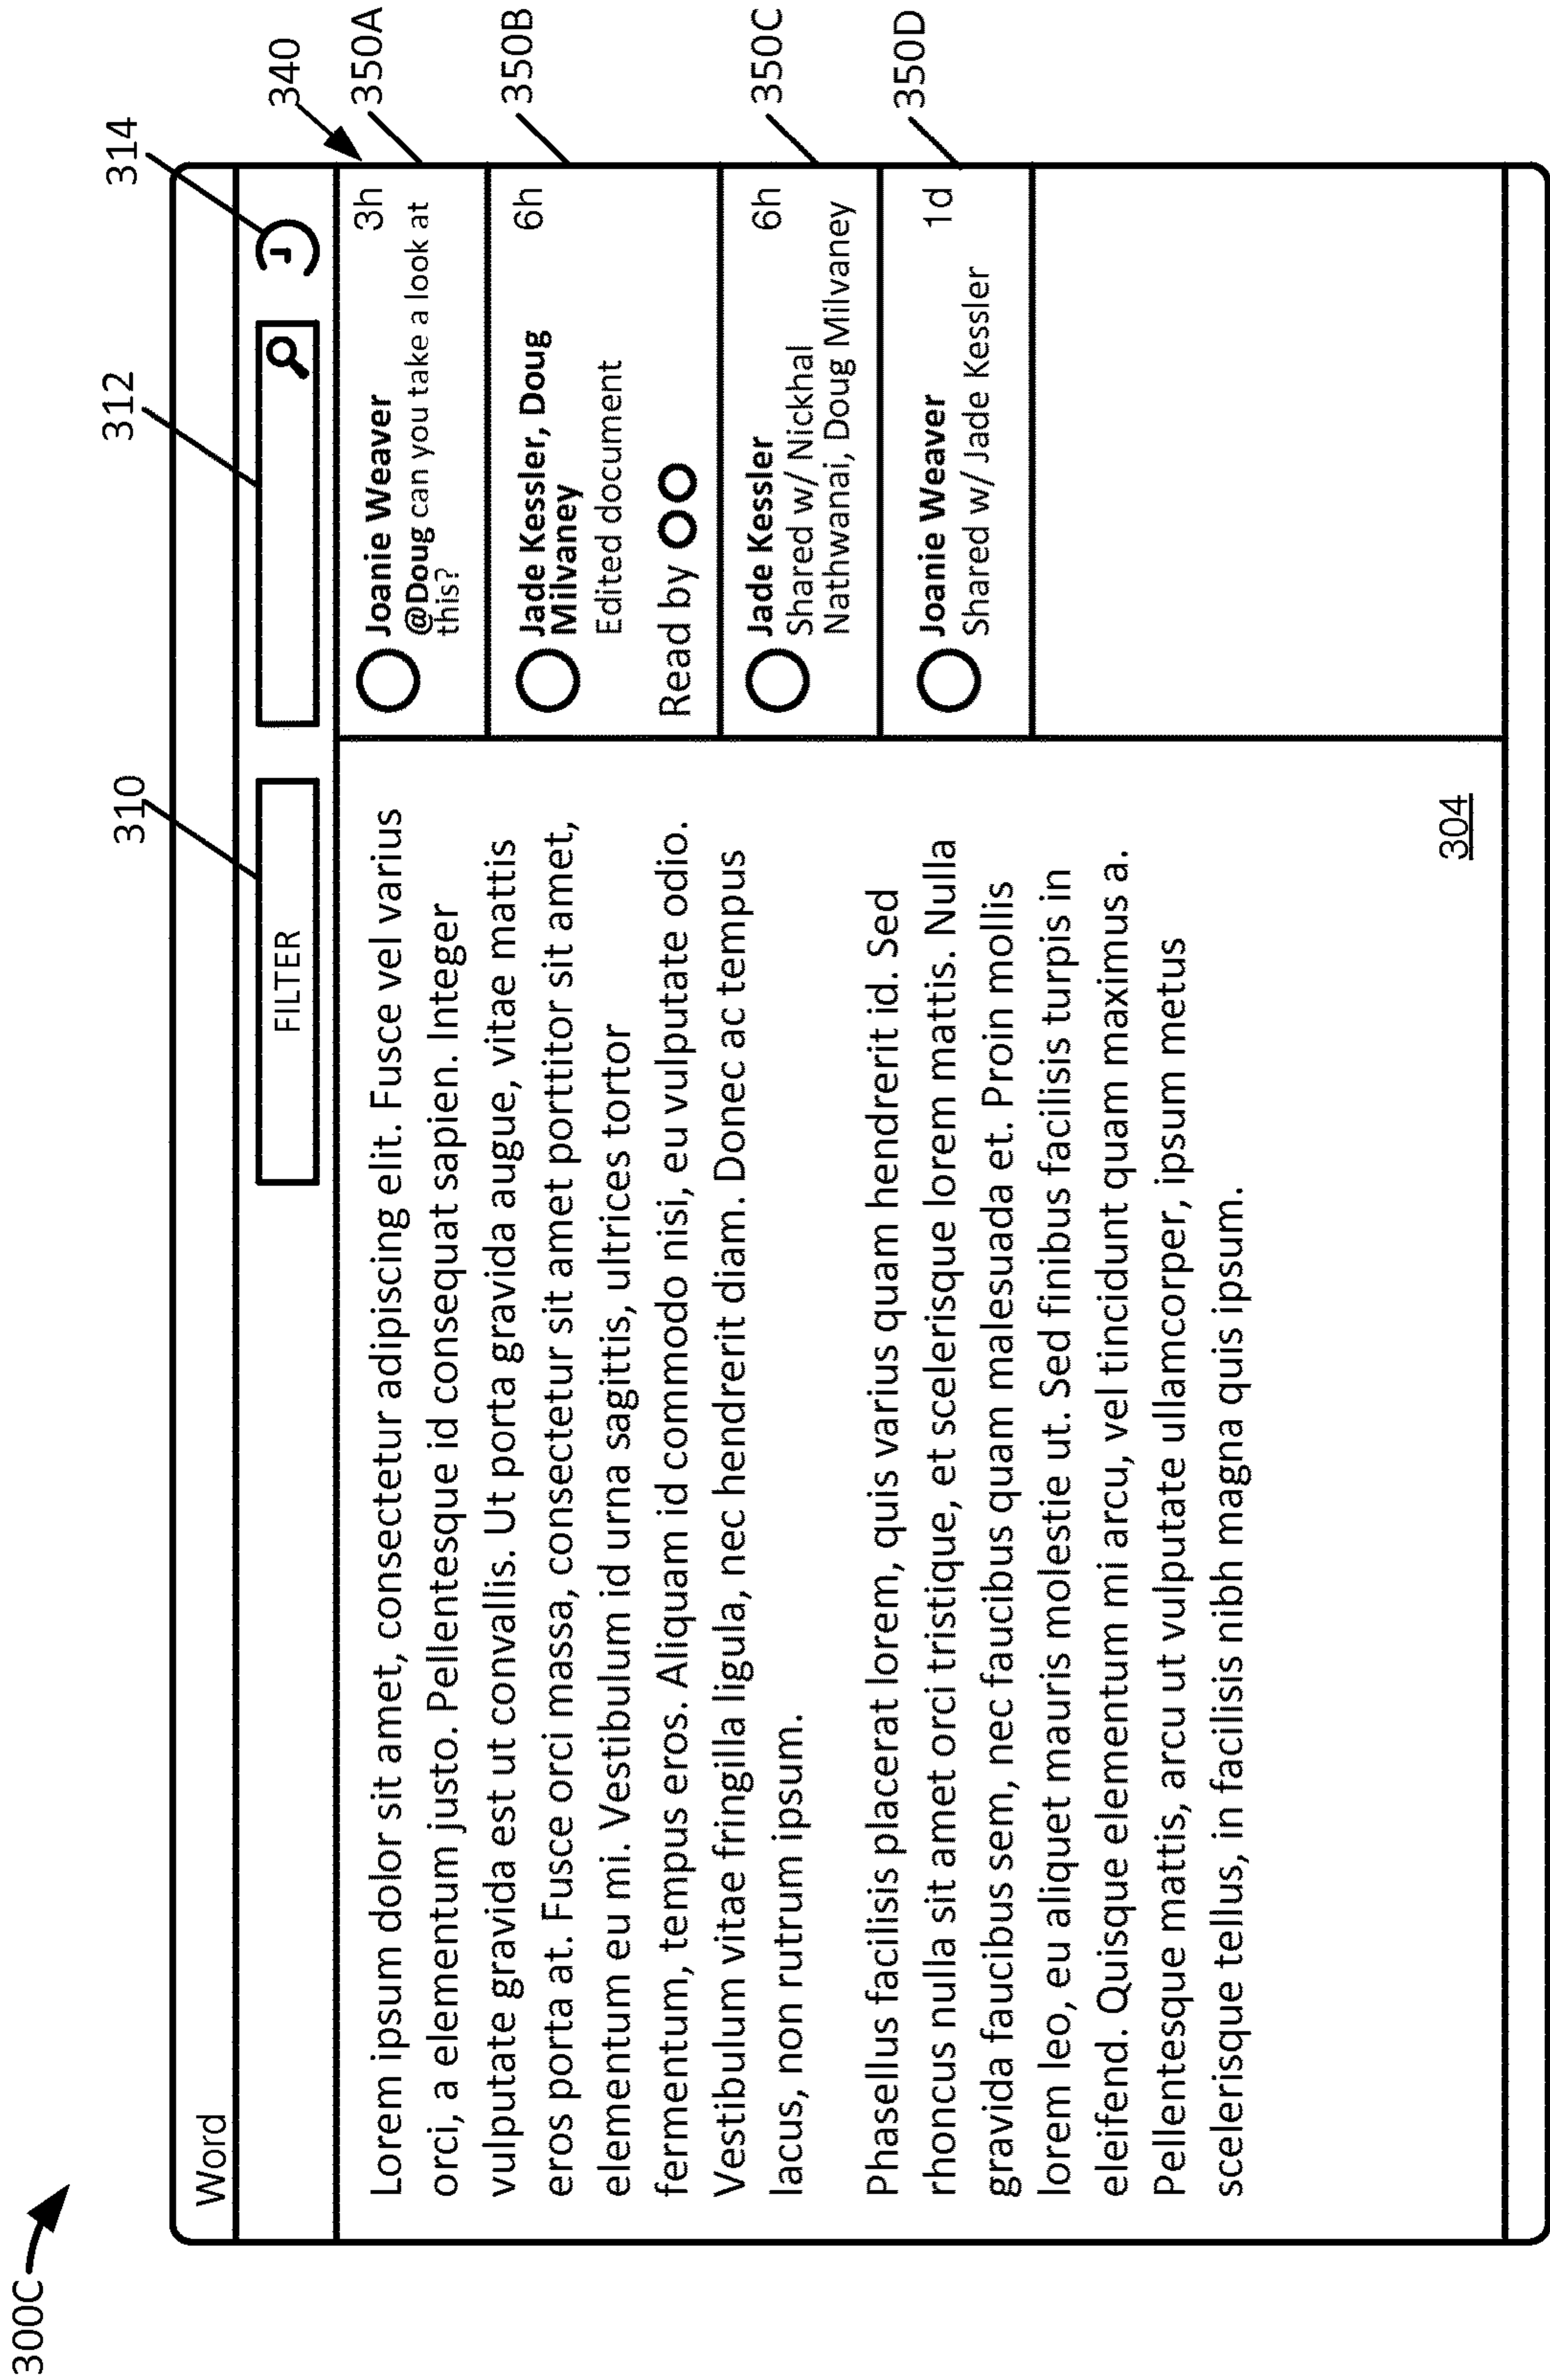 300C
Word
310
312
314
FILTER
340
Lorem ipsum dolor sit amet, consectetur adipiscing elit. Fusce vel varius
orci, a elementum justo. Pellentesque id consequat sapien. Integer
vulputate gravida est ut convallis. Ut porta gravida augue, vitae mattis
eros porta at. Fusce orci massa, consectetur sit amet porttitor sit amet,
elementum eu mi. Vestibulum id urna sagittis, ultrices tortor
fermentum, tempus eros. Aliquam id commodo nisi, eu vulputate odio.
Vestibulum vitae fringilla ligula, nec hendrerit diam. Donec ac tempus
lacus, non rutrum ipsum.
Phasellus facilisis placerat lorem, quis varius quam hendrerit id. Sed
rhoncus nulla sit amet orci tristique, et scelerisque lorem mattis. Nulla
gravida faucibus sem, nec faucibus quam malesuada et. Proin mollis
lorem leo, eu aliquet mauris molestie ut. Sed finibus facilisis turpis in
eleifend. Quisque elementum mi arcu, vel tincidunt quam maximus a.
Pellentesque mattis, arcu ut vulputate ullamcorper, ipsum metus
scelerisque tellus, in facilisis nibh magna quis ipsum.
304
Joanie Weaver 3h
@Doug can you take a look at
this?
350A
Jade Kessler, Doug 6h
Milvaney
Edited document
Read by
350B
Jade Kessler 6h
Shared w/ Nickhal
Nathwanai, Doug Milvaney
350C
Joanie Weaver 1d
Shared w/ Jade Kessler
350D